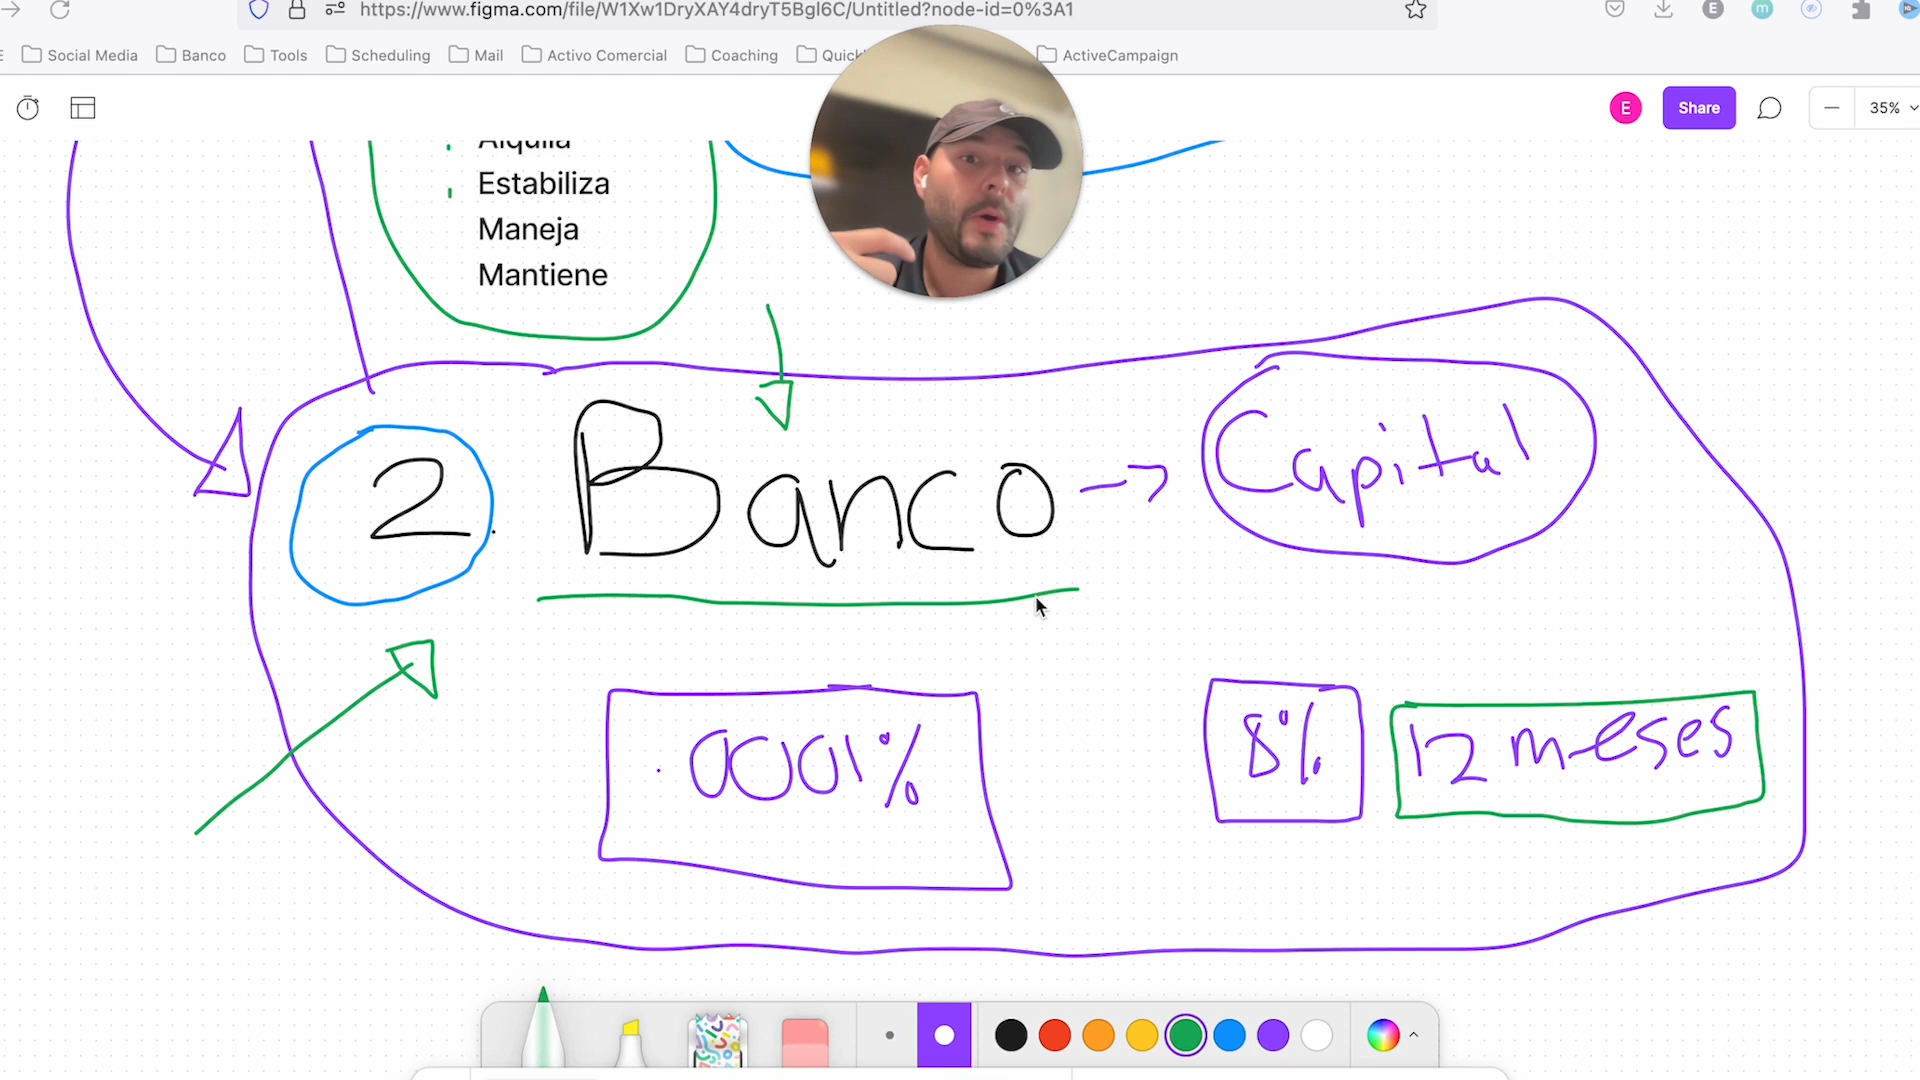 https://www.figma.com/file/W1Xw1DryXAY4dryT5Bgl6C/Untitled?node-id=0%3A1
E
m
Social Media
Banco
Tools
Scheduling
Mail
Activo Comercial
Coaching
ActiveCampaign
E
Share
35%
Alquila
Estabiliza
Maneja
Mantiene
2. Banco → Capital
.0001%
8%
12 meses